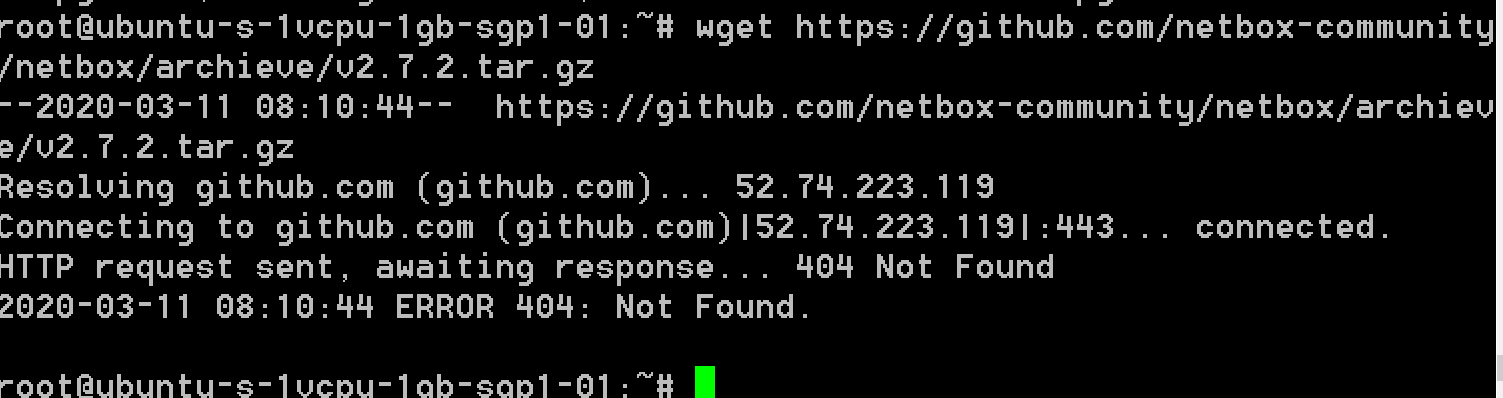 root@ubuntu-s-1vcpu-1gb-sgp1-01:~# wget https://github.com/netbox-community
/netbox/archieve/v2.7.2.tar.gz
--2020-03-11 08:10:44--  https://github.com/netbox-community/netbox/archiev
e/v2.7.2.tar.gz
Resolving github.com (github.com)... 52.74.223.119
Connecting to github.com (github.com)|52.74.223.119|:443... connected.
HTTP request sent, awaiting response... 404 Not Found
2020-03-11 08:10:44 ERROR 404: Not Found.
root@ubuntu-s-1vcpu-1gb-sgp1-01:~#